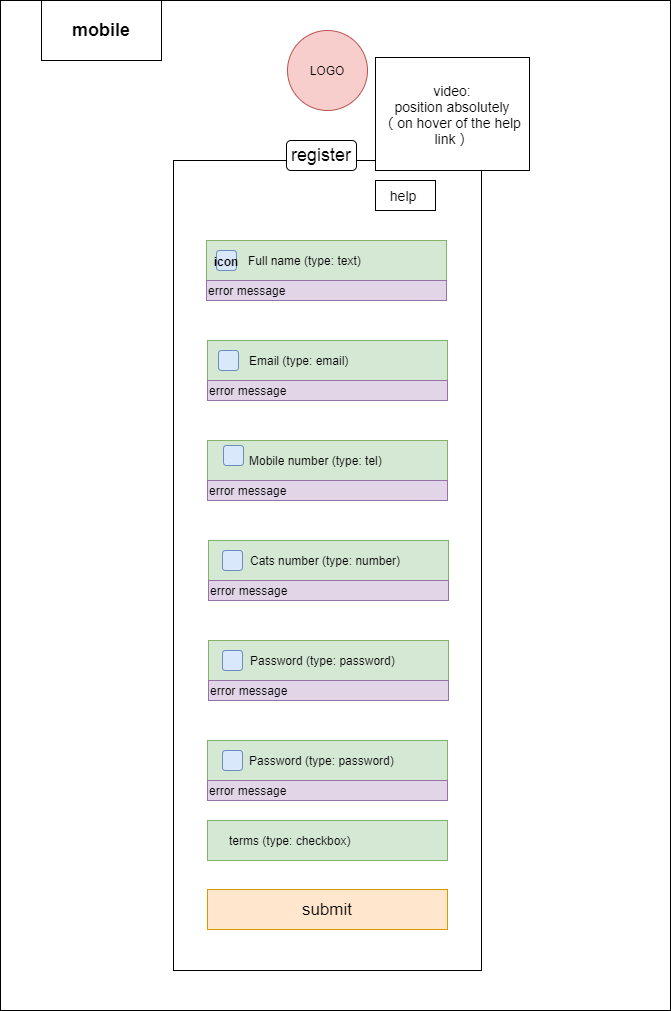 mobile
LOGO
video:
position absolutely
( on hover of the help
link )
register
help
icon
Full name (type: text)
error message
Email (type: email)
error message
Mobile number (type: tel)
error message
Cats number (type: number)
error message
Password (type: password)
error message
Password (type: password)
error message
terms (type: checkbox)
submit